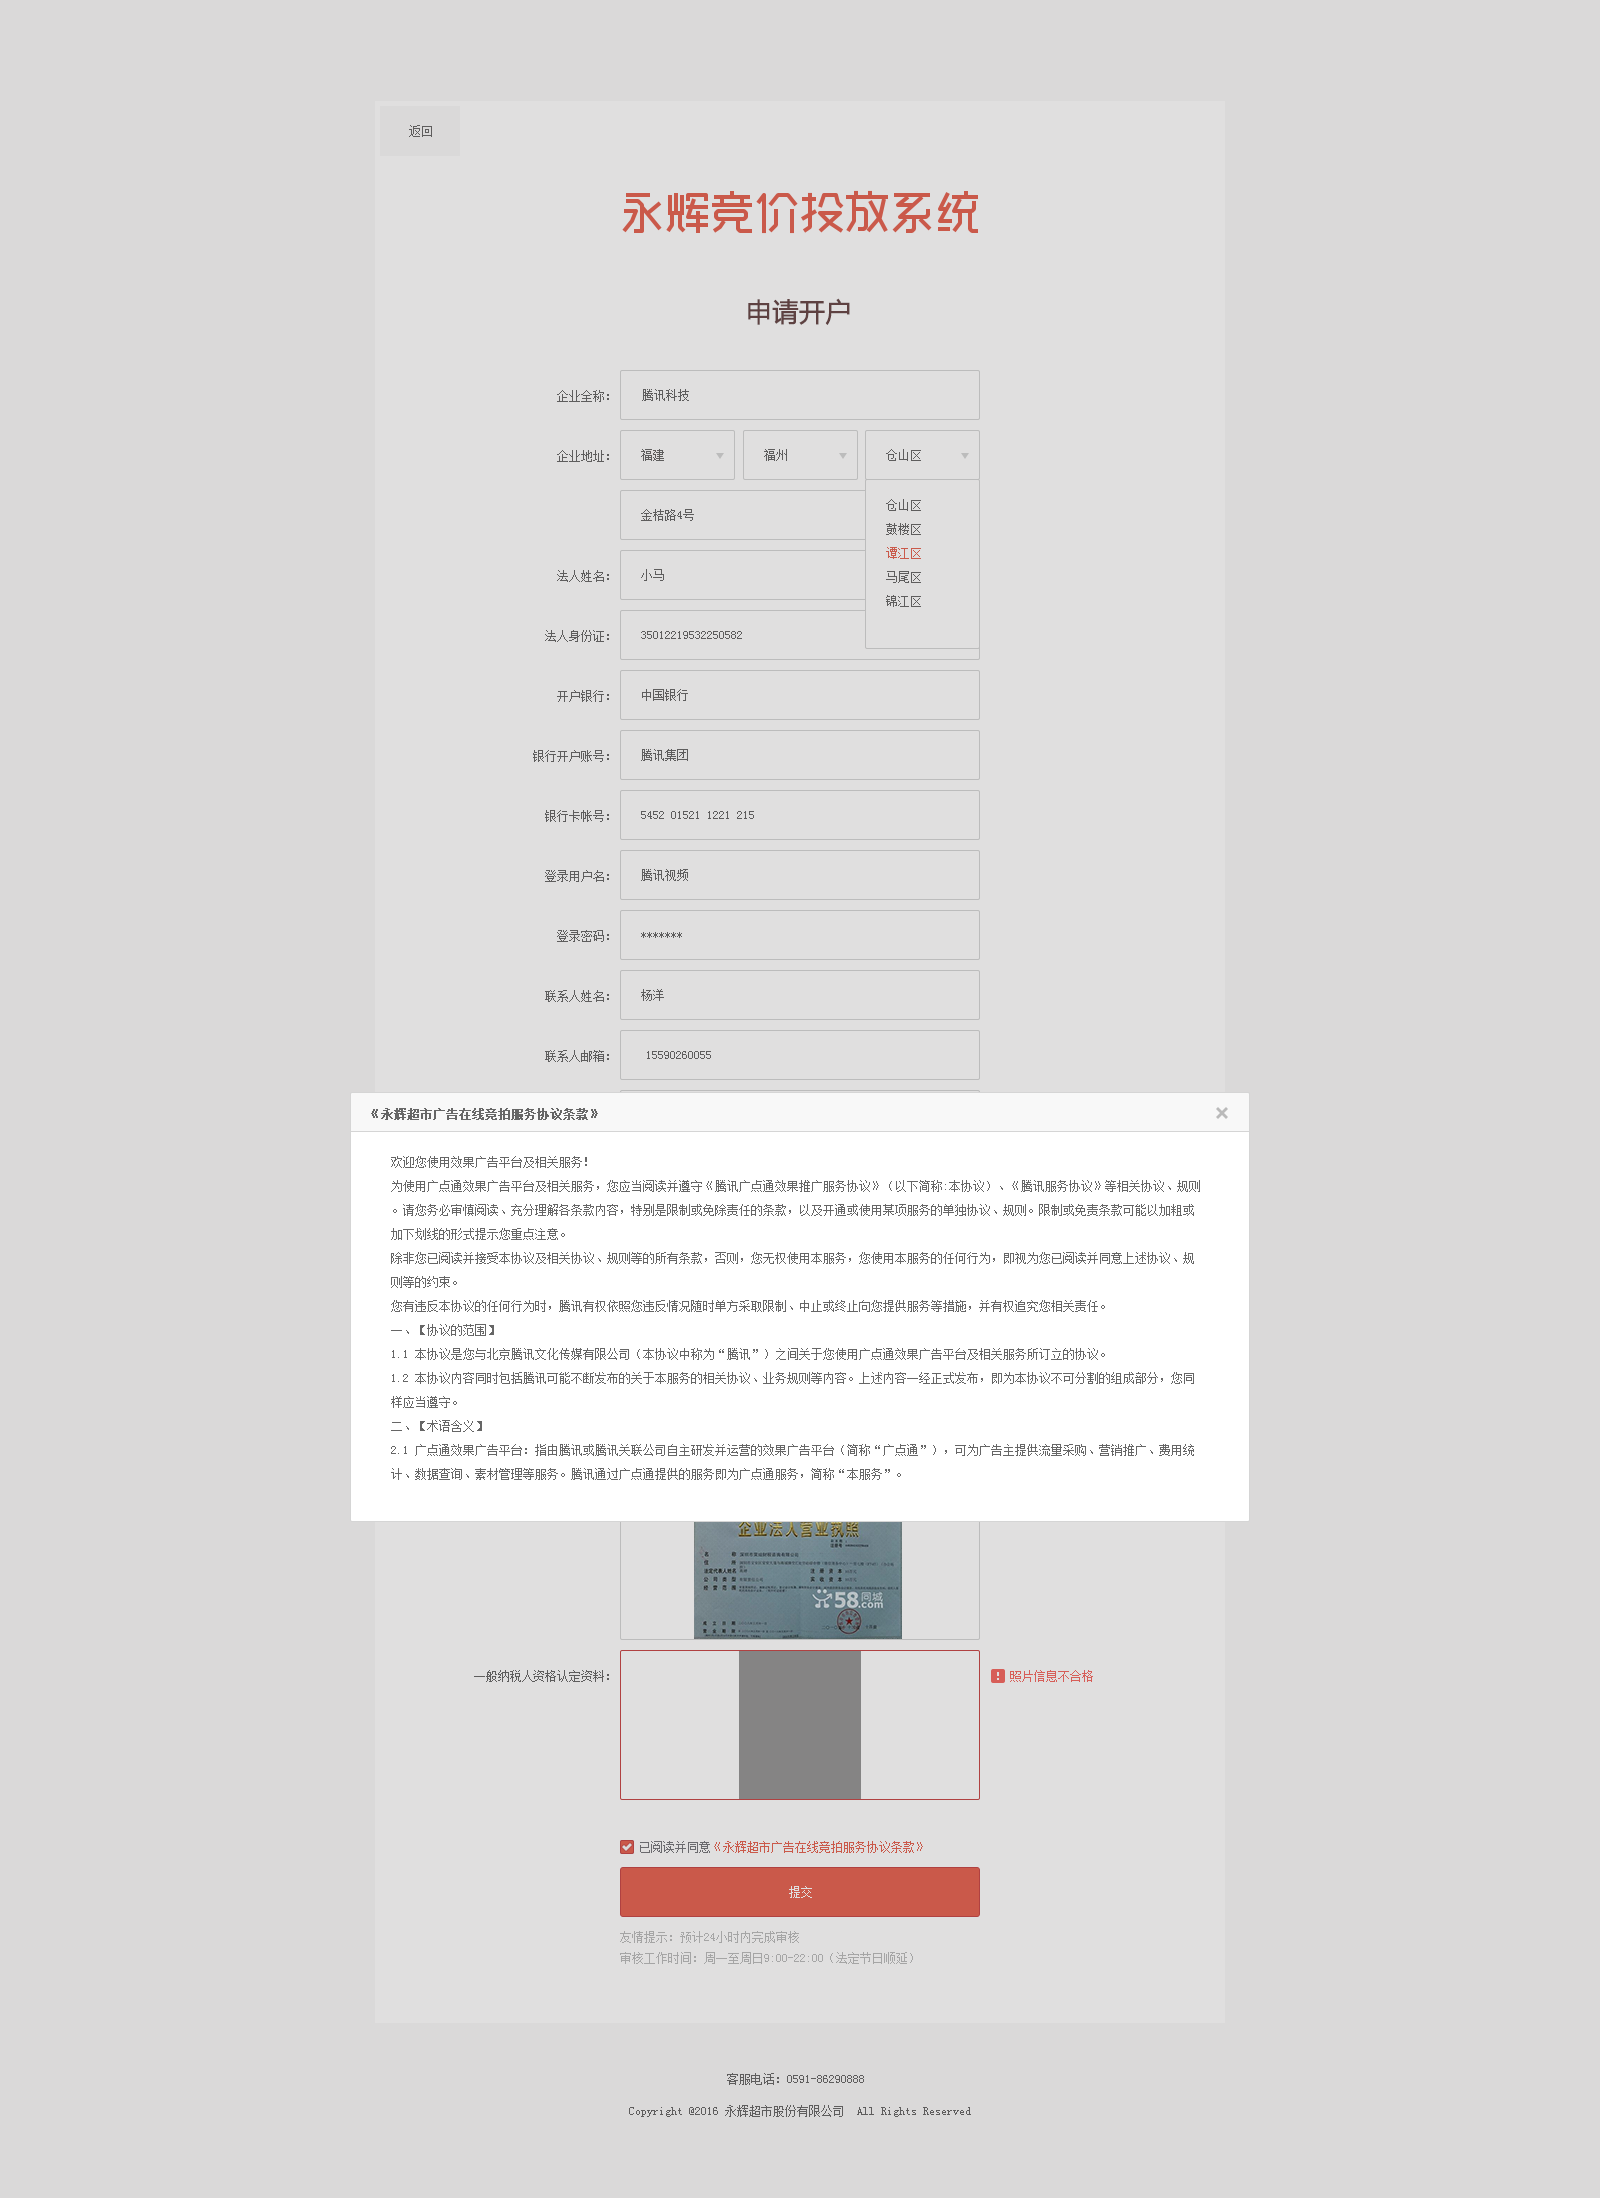 返回
永辉竞价投放系统
申请开户
企业全称： 腾讯科技
企业地址： 福建 福州 仓山区
金桔路4号
仓山区
鼓楼区
谭江区
马尾区
锦江区
法人姓名： 小马
法人身份证： 35012219532250582
开户银行： 中国银行
银行开户账号： 腾讯集团
银行卡帐号： 5452 01521 1221 215
登录用户名： 腾讯视频
登录密码： *******
联系人姓名： 杨洋
联系人邮箱： 15590260055
《永辉超市广告在线竞拍服务协议条款》
欢迎您使用效果广告平台及相关服务！
为使用广点通效果广告平台及相关服务，您应当阅读并遵守《腾讯广点通效果推广服务协议》（以下简称:本协议）、《腾讯服务协议》等相关协议、规则
。请您务必审慎阅读、充分理解各条款内容，特别是限制或免除责任的条款，以及开通或使用某项服务的单独协议、规则。限制或免责条款可能以加粗或
加下划线的形式提示您重点注意。
除非您已阅读并接受本协议及相关协议、规则等的所有条款，否则，您无权使用本服务，您使用本服务的任何行为，即视为您已阅读并同意上述协议、规
则等的约束。
您有违反本协议的任何行为时，腾讯有权依照您违反情况随时单方采取限制、中止或终止向您提供服务等措施，并有权追究您相关责任。
一、【协议的范围】
1.1 本协议是您与北京腾讯文化传媒有限公司（本协议中称为“腾讯”）之间关于您使用广点通效果广告平台及相关服务所订立的协议。
1.2 本协议内容同时包括腾讯可能不断发布的关于本服务的相关协议、业务规则等内容。上述内容一经正式发布，即为本协议不可分割的组成部分，您同
样应当遵守。
二、【术语含义】
2.1 广点通效果广告平台：指由腾讯或腾讯关联公司自主研发并运营的效果广告平台（简称“广点通”），可为广告主提供流量采购、营销推广、费用统
计、数据查询、素材管理等服务。腾讯通过广点通提供的服务即为广点通服务，简称“本服务”。
企业法人营业执照
58同城
.com
一般纳税人资格认定资料： 照片信息不合格
已阅读并同意《永辉超市广告在线竞拍服务协议条款》
提交
友情提示：预计24小时内完成审核
审核工作时间：周一至周日9:00-22:00（法定节日顺延）
客服电话：0591-86290888
Copyright @2016 永辉超市股份有限公司 All Rights Reserved